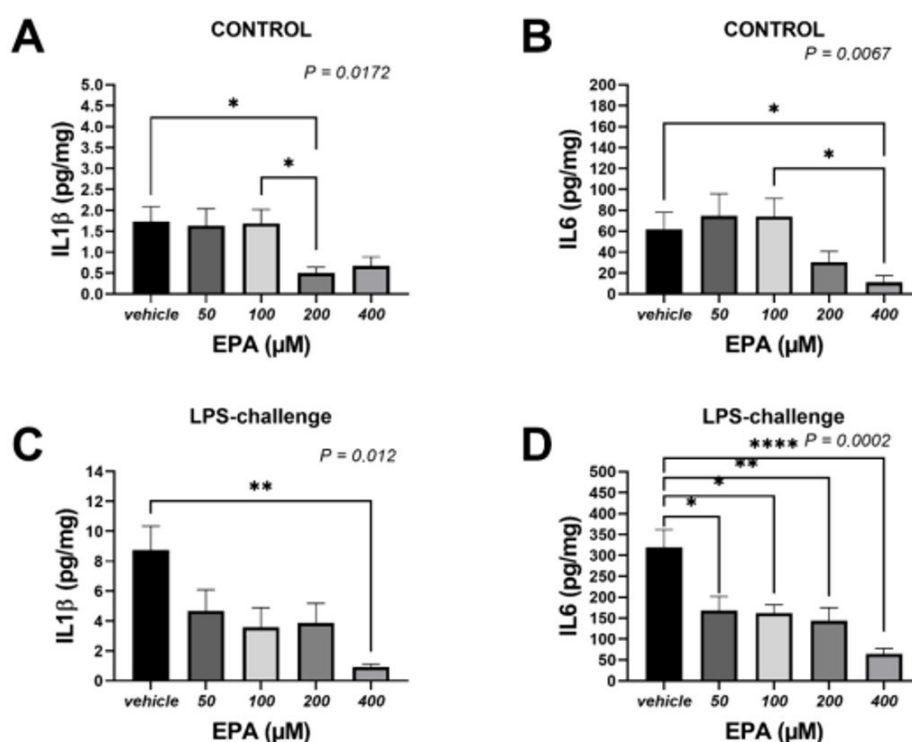 A
CONTROL
P = 0.0172
IL1β (pg/mg)
5.0
4.5
4.0
3.5
3.0
2.5
2.0
1.5
1.0
0.5
0.0
*
*
vehicle 50 100 200 400
EPA (µM)
B
CONTROL
P = 0.0067
IL6 (pg/mg)
200
180
160
140
120
100
80
60
40
20
0
*
*
vehicle 50 100 200 400
EPA (µM)
C
LPS-challenge
P = 0.012
IL1β (pg/mg)
14
12
10
8
6
4
2
0
**
vehicle 50 100 200 400
EPA (µM)
D
LPS-challenge
P = 0.0002
IL6 (pg/mg)
500
450
400
350
300
250
200
150
100
50
0
****
**
*
*
vehicle 50 100 200 400
EPA (µM)